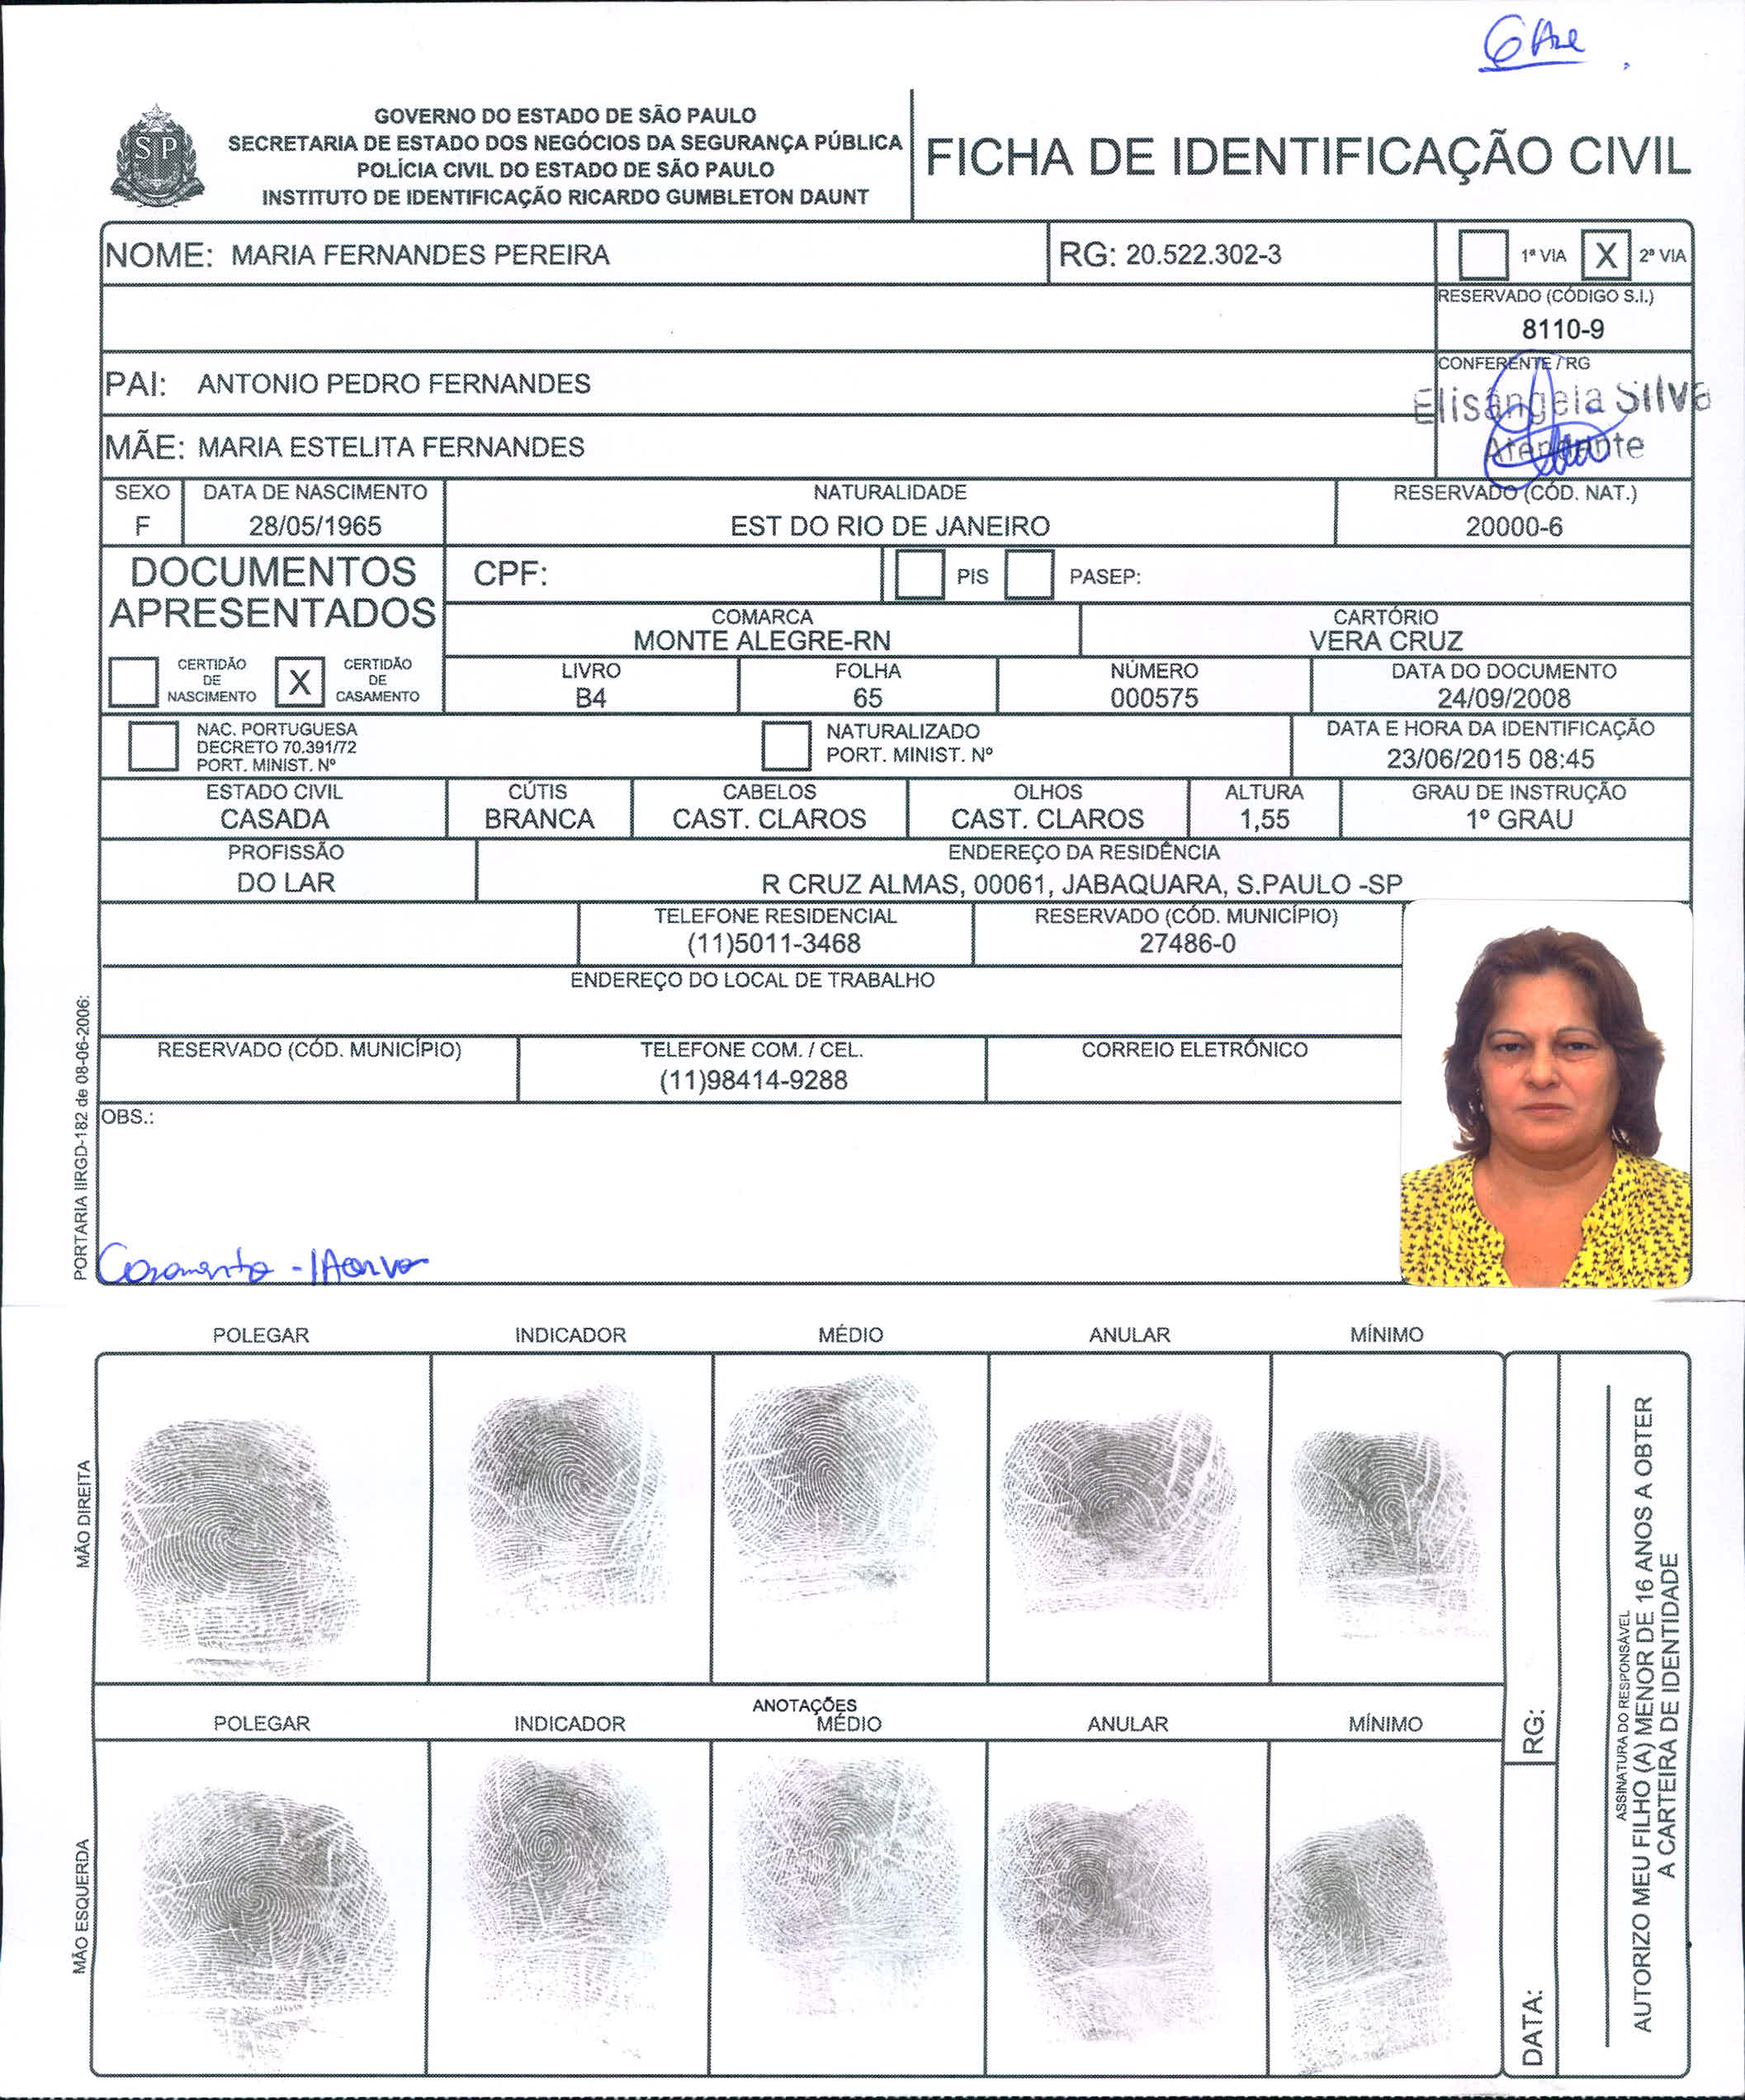 GOVERNO DO ESTADO DE SÃO PAULO
SECRETARIA DE ESTADO DOS NEGÓCIOS DA SEGURANÇA PÚBLICA
POLÍCIA CIVIL DO ESTADO DE SÃO PAULO
INSTITUTO DE IDENTIFICAÇÃO RICARDO GUMBLETON DAUNT
SP
FICHA DE IDENTIFICAÇÃO CIVIL
NOME: MARIA FERNANDES PEREIRA
RG: 20.522.302-3
1ª VIA X 2ª VIA
RESERVADO (CÓDIGO S.I.)
8110-9
PAI: ANTONIO PEDRO FERNANDES
CONFERENTE / RG
Elisângela Silva
Atendente
MÃE: MARIA ESTELITA FERNANDES
SEXO
F
DATA DE NASCIMENTO
28/05/1965
NATURALIDADE
EST DO RIO DE JANEIRO
RESERVADO (CÓD. NAT.)
20000-6
DOCUMENTOS
APRESENTADOS
CERTIDÃO
DE
NASCIMENTO
X
CERTIDÃO
DE
CASAMENTO
CPF:
PIS
PASEP:
COMARCA
MONTE ALEGRE-RN
CARTÓRIO
VERA CRUZ
LIVRO
B4
FOLHA
65
NÚMERO
000575
DATA DO DOCUMENTO
24/09/2008
NAC. PORTUGUESA
DECRETO 70.391/72
PORT. MINIST. Nº
NATURALIZADO
PORT. MINIST. Nº
DATA E HORA DA IDENTIFICAÇÃO
23/06/2015 08:45
ESTADO CIVIL
CASADA
CÚTIS
BRANCA
CABELOS
CAST. CLAROS
OLHOS
CAST. CLAROS
ALTURA
1,55
GRAU DE INSTRUÇÃO
1º GRAU
PROFISSÃO
DO LAR
ENDEREÇO DA RESIDÊNCIA
R CRUZ ALMAS, 00061, JABAQUARA, S.PAULO -SP
TELEFONE RESIDENCIAL
(11)5011-3468
RESERVADO (CÓD. MUNICÍPIO)
27486-0
ENDEREÇO DO LOCAL DE TRABALHO
RESERVADO (CÓD. MUNICÍPIO)
TELEFONE COM. / CEL.
(11)98414-9288
CORREIO ELETRÔNICO
OBS.:
Casamento -
PORTARIA IIRGD-182 de 08-06-2006:
POLEGAR INDICADOR MÉDIO ANULAR MÍNIMO
MÃO DIREITA
ANOTAÇÕES
POLEGAR INDICADOR MÉDIO ANULAR MÍNIMO
MÃO ESQUERDA
RG:
DATA:
ASSINATURA DO RESPONSÁVEL
AUTORIZO MEU FILHO (A) MENOR DE 16 ANOS A OBTER
A CARTEIRA DE IDENTIDADE